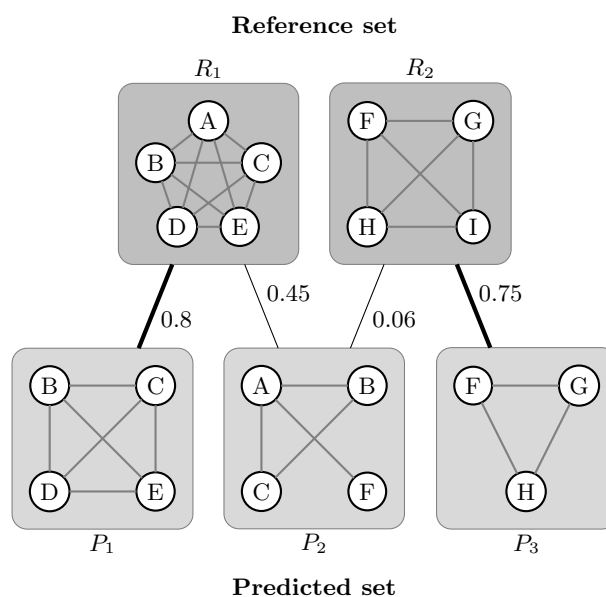 Reference set
R1 R2
A
B C
D E
F G
H I
0.8 0.45 0.06 0.75
B C
D E
A B
C F
F G
H
P1 P2 P3
Predicted set